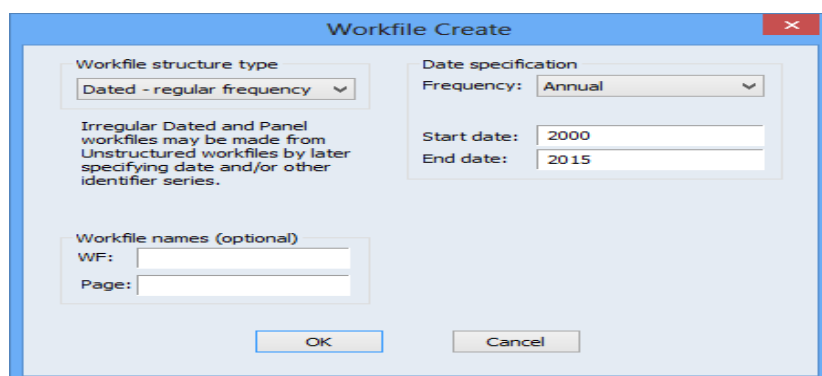 Workfile Create
Workfile structure type
Dated - regular frequency
Irregular Dated and Panel
workfiles may be made from
Unstructured workfiles by later
specifying date and/or other
identifier series.
Date specification
Frequency: Annual
Start date: 2000
End date: 2015
Workfile names (optional)
WF:
Page:
OK
Cancel